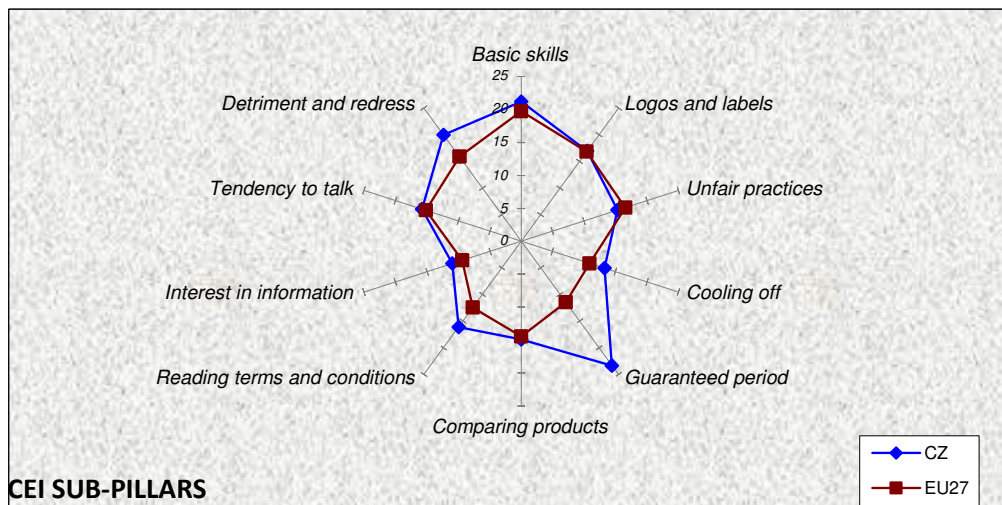 Basic skills
25
Detriment and redress
Logos and labels
20
15
10
Tendency to talk
Unfair practices
5
0
Interest in information
Cooling off
Reading terms and conditions
Guaranteed period
Comparing products
CZ
EU27
CEI SUB-PILLARS